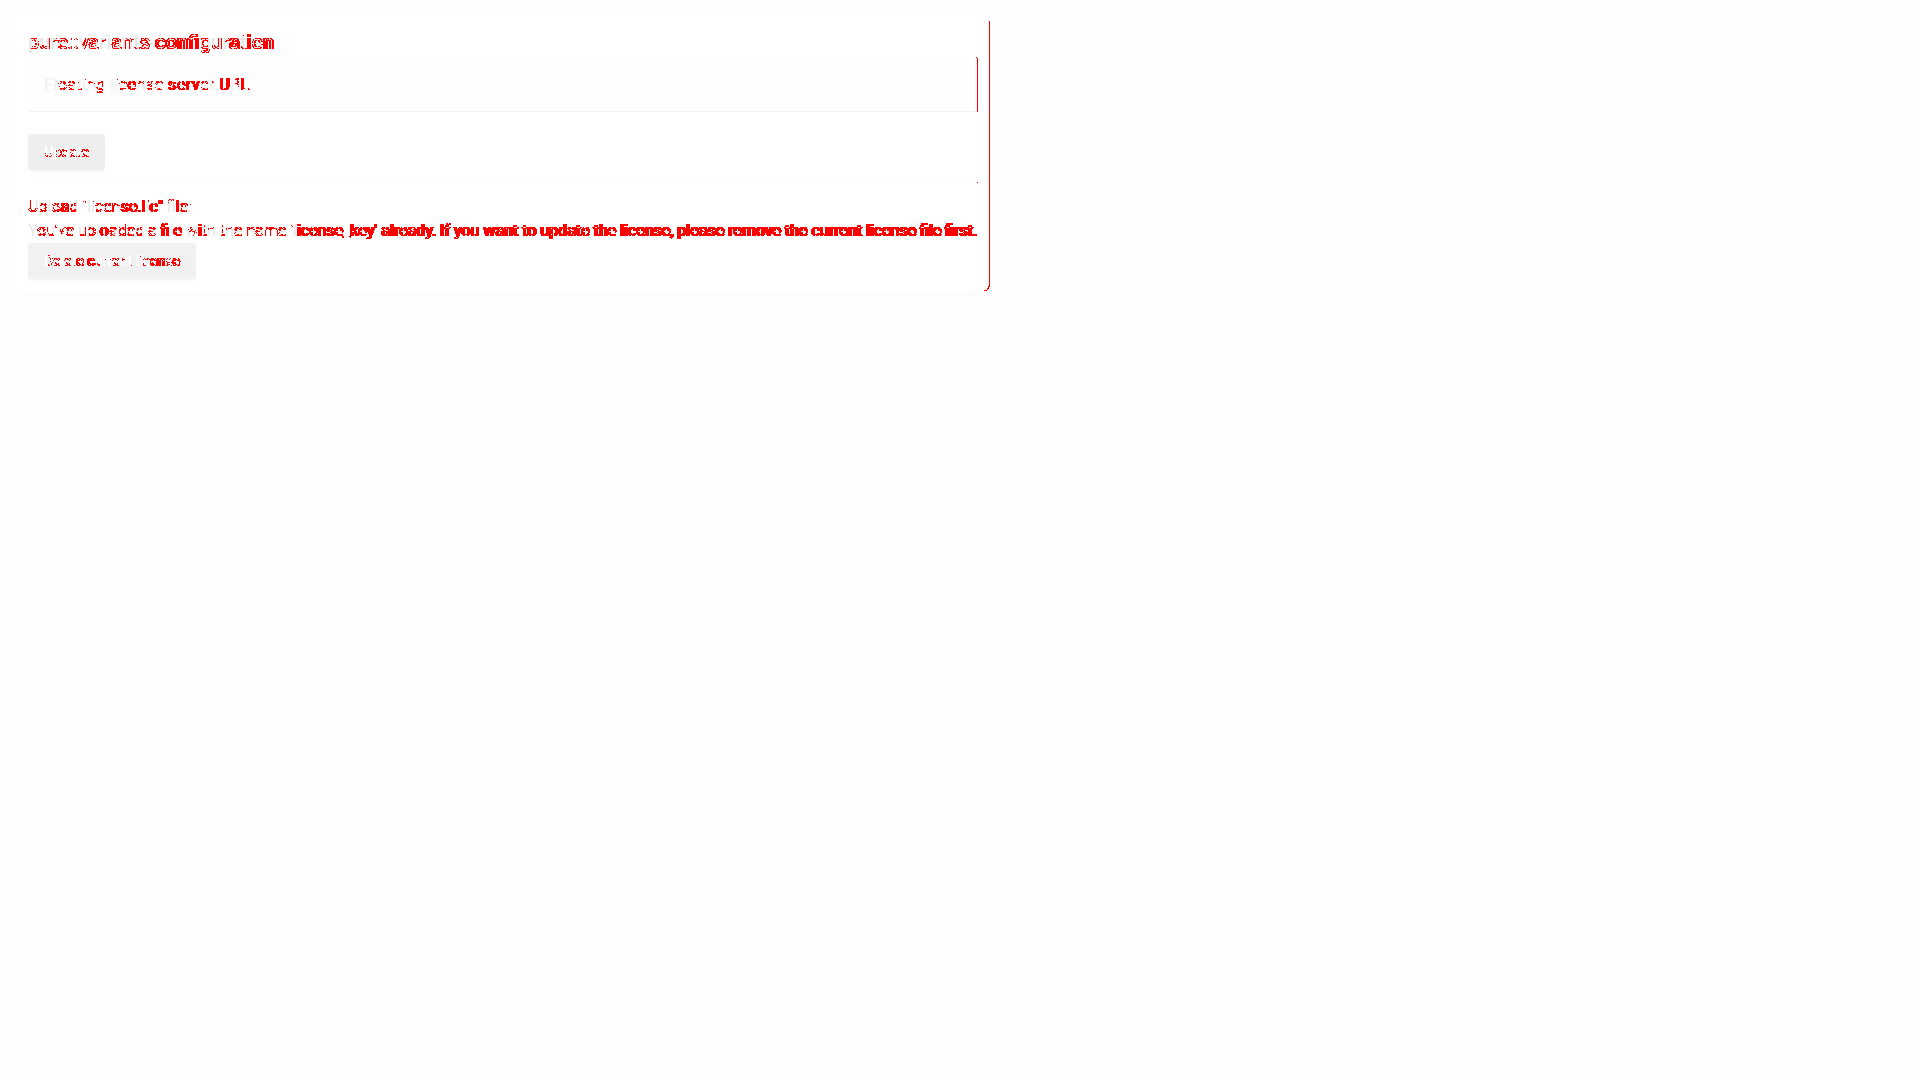 pure::variants configuration
Floating license server URL
Update
Upload "license.lic" file:
You've uploaded a file with the name 'license_key' already. If you want to update the license, please remove the current license file first.
Delete current license